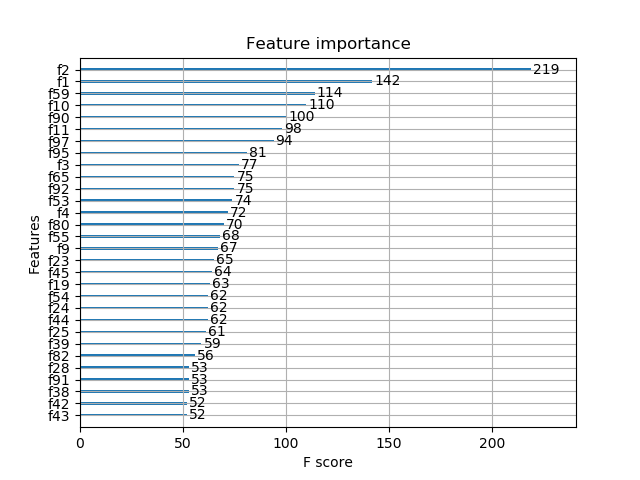 Feature importance
Features
f2 219
f1 142
f59 114
f10 110
f90 100
f11 98
f97 94
f95 81
f3 77
f65 75
f92 75
f53 74
f4 72
f80 70
f55 68
f9 67
f23 65
f45 64
f19 63
f54 62
f24 62
f44 62
f25 61
f39 59
f82 56
f28 53
f91 53
f38 53
f42 52
f43 52
0 50 100 150 200
F score